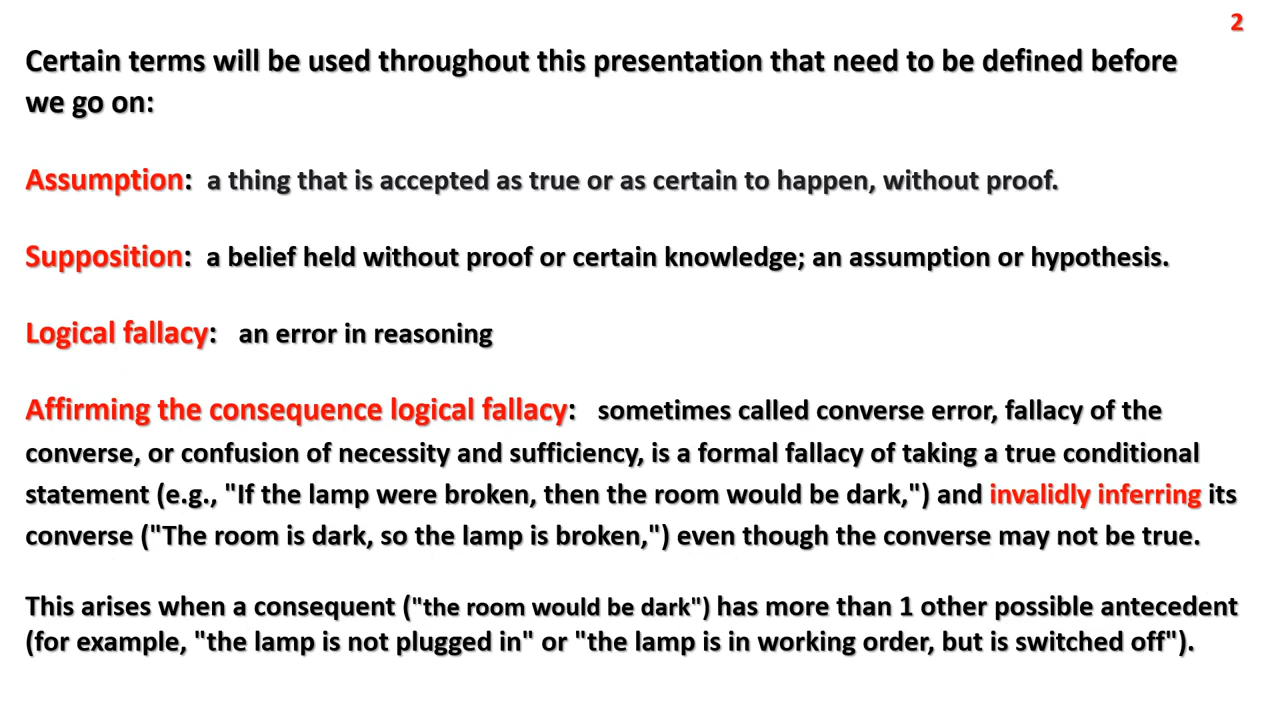 2
Certain terms will be used throughout this presentation that need to be defined before
we go on:
Assumption: a thing that is accepted as true or as certain to happen, without proof.
Supposition: a belief held without proof or certain knowledge; an assumption or hypothesis.
Logical fallacy: an error in reasoning
Affirming the consequence logical fallacy: sometimes called converse error, fallacy of the
converse, or confusion of necessity and sufficiency, is a formal fallacy of taking a true conditional
statement (e.g., "If the lamp were broken, then the room would be dark,") and invalidly inferring its
converse ("The room is dark, so the lamp is broken,") even though the converse may not be true.
This arises when a consequent ("the room would be dark") has more than 1 other possible antecedent
(for example, "the lamp is not plugged in" or "the lamp is in working order, but is switched off").